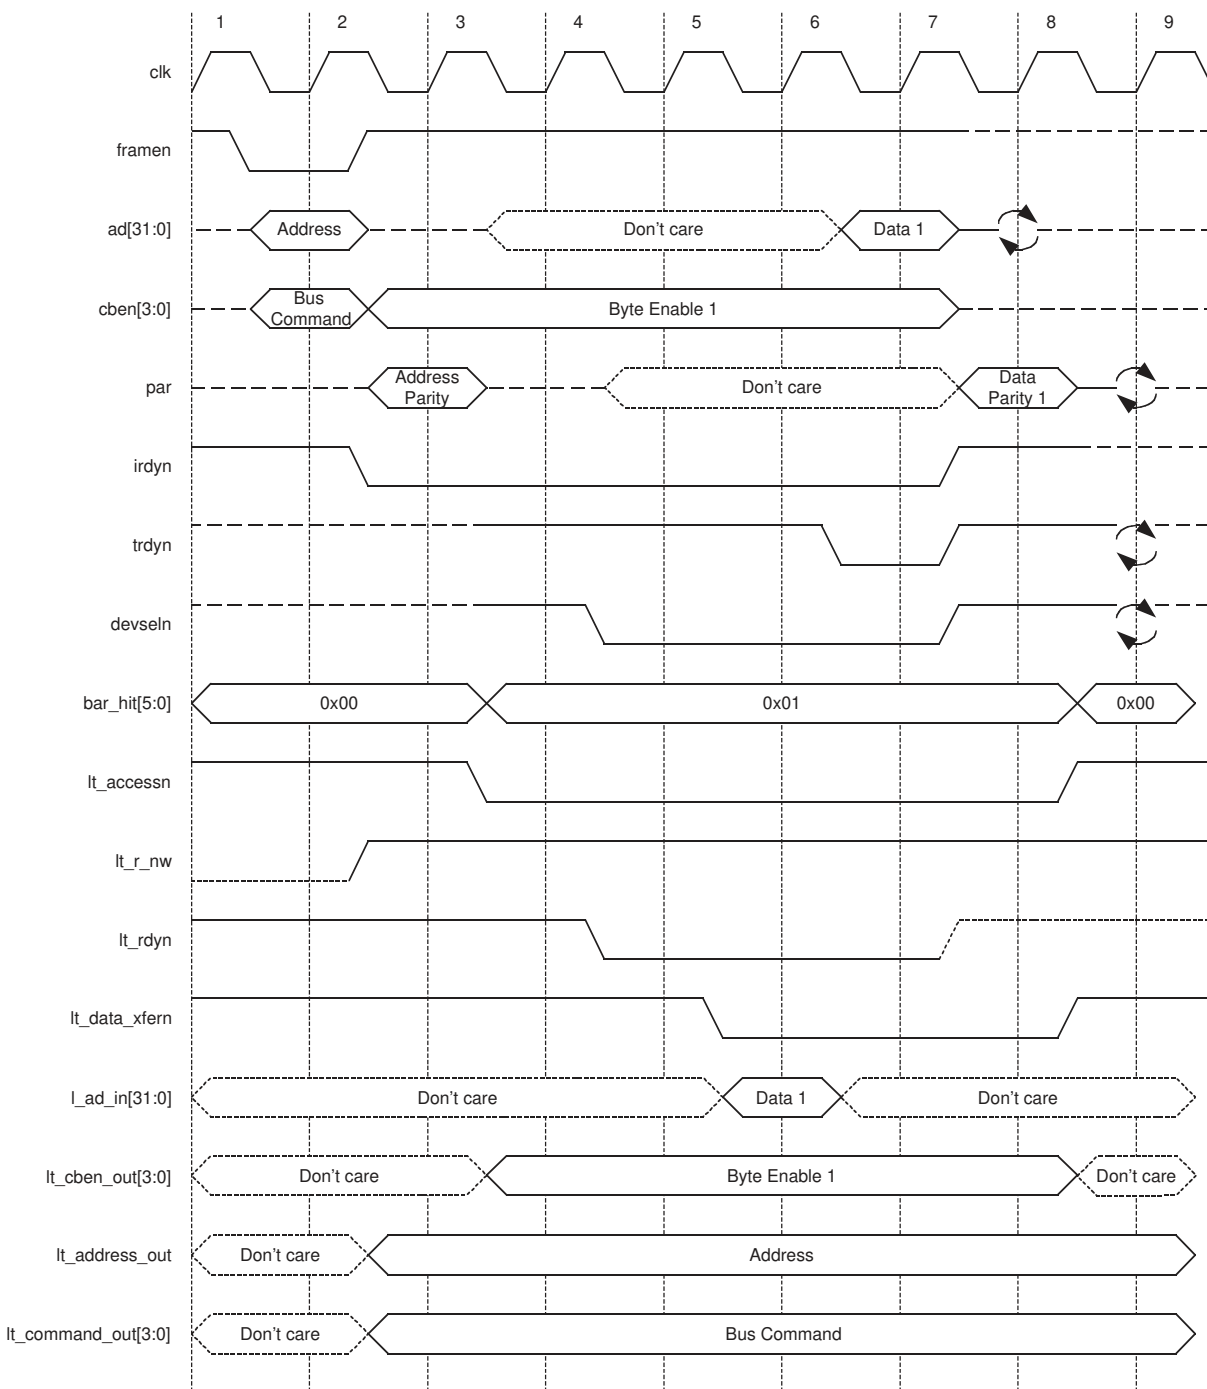 1 2 3 4 5 6 7 8 9
clk
framen
ad[31:0] Address Don't care Data 1
cben[3:0] Bus Command Byte Enable 1
par Address Parity Don't care Data Parity 1
irdyn
trdyn
devseln
bar_hit[5:0] 0x00 0x01 0x00
lt_accessn
lt_r_nw
lt_rdyn
lt_data_xfern
l_ad_in[31:0] Don't care Data 1 Don't care
lt_cben_out[3:0] Don't care Byte Enable 1 Don't care
lt_address_out Don't care Address
lt_command_out[3:0] Don't care Bus Command